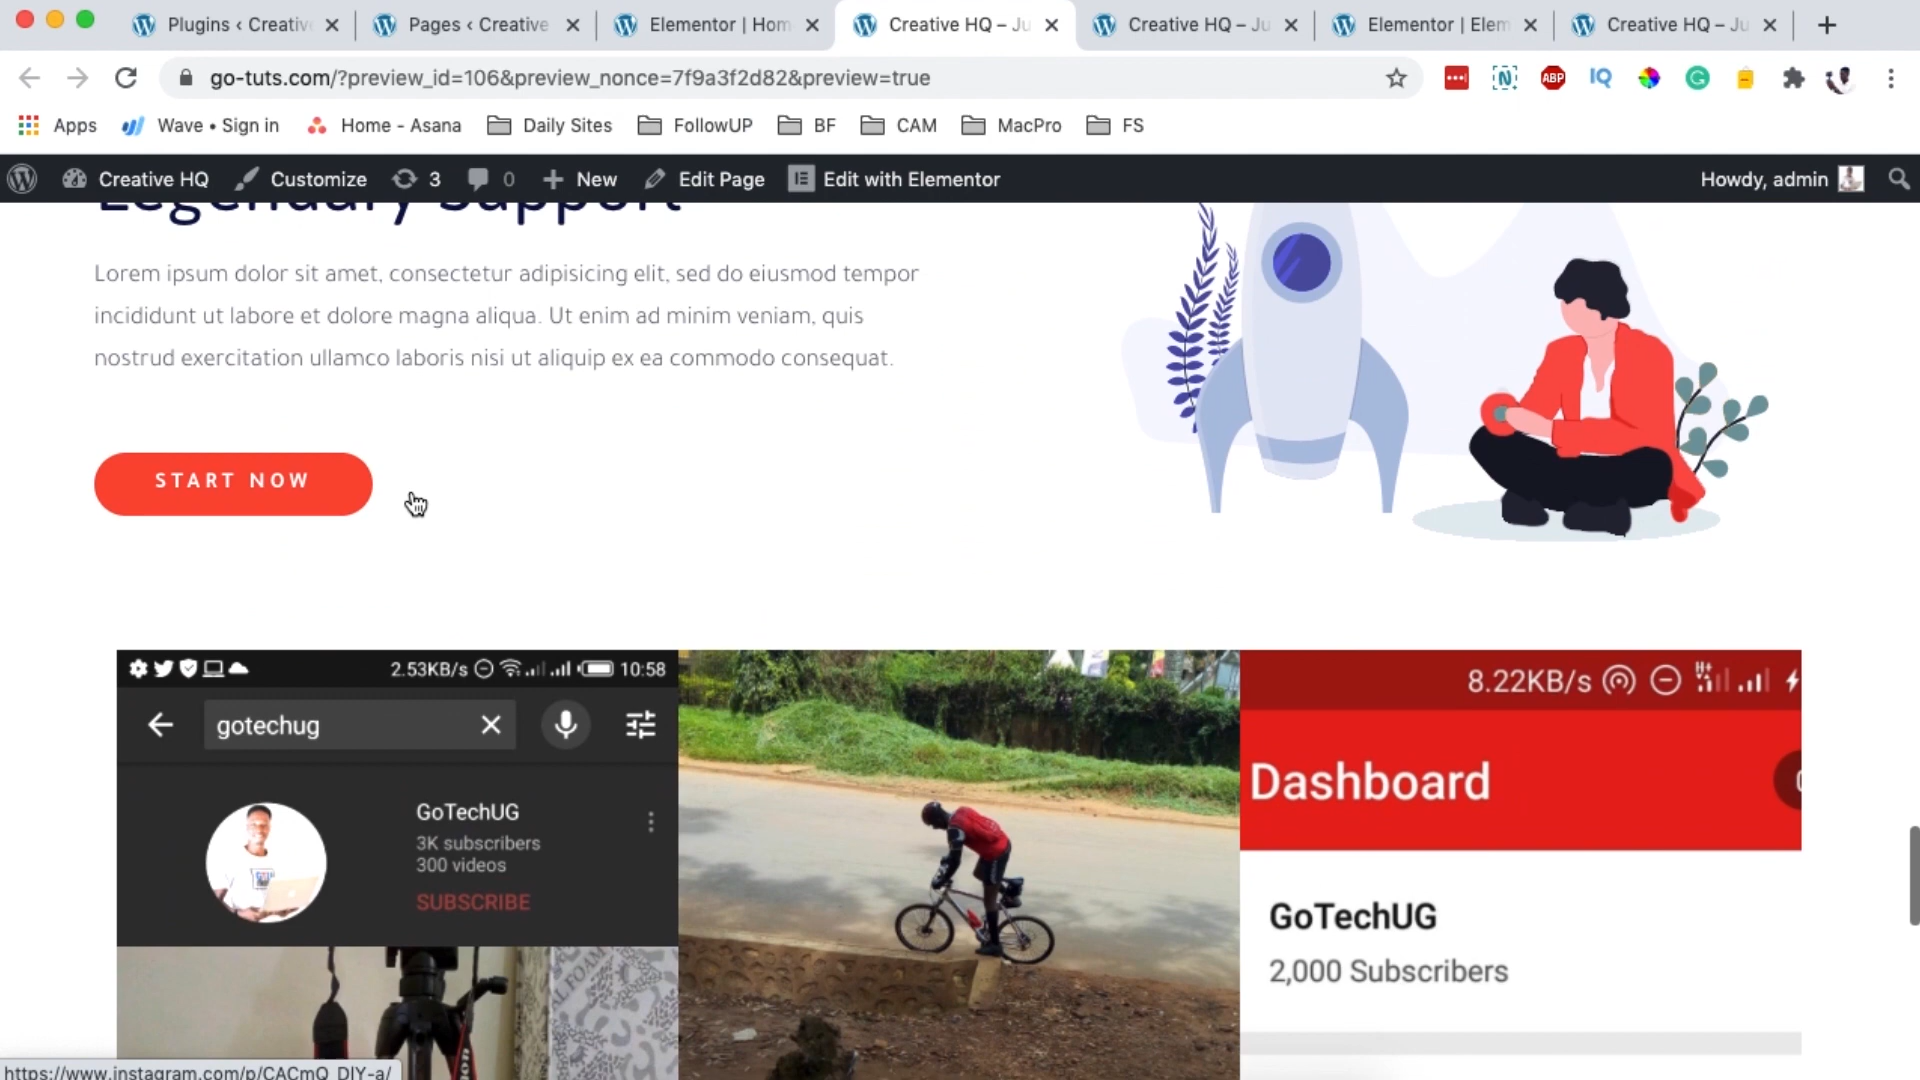 Plugins ‹ Creativ
Pages ‹ Creative
Elementor | Hom
Creative HQ – Ju
Creative HQ – Ju
Elementor | Elem
Creative HQ – Ju
go-tuts.com/?preview_id=106&preview_nonce=7f9a3f2d82&preview=true
ABP
IQ
Apps
Wave • Sign in
Home - Asana
Daily Sites
FollowUP
BF
CAM
MacPro
FS
Creative HQ
Customize
3
0
New
Edit Page
Edit with Elementor
Howdy, admin
Legendary Support
Lorem ipsum dolor sit amet, consectetur adipisicing elit, sed do eiusmod tempor
incididunt ut labore et dolore magna aliqua. Ut enim ad minim veniam, quis
nostrud exercitation ullamco laboris nisi ut aliquip ex ea commodo consequat.
START NOW
2.53KB/s
10:58
gotechug
GoTechUG
3K subscribers
300 videos
SUBSCRIBE
8.22KB/s
H+
Dashboard
GoTechUG
2,000 Subscribers
https://www.instagram.com/p/CACmQ_DIY-a/